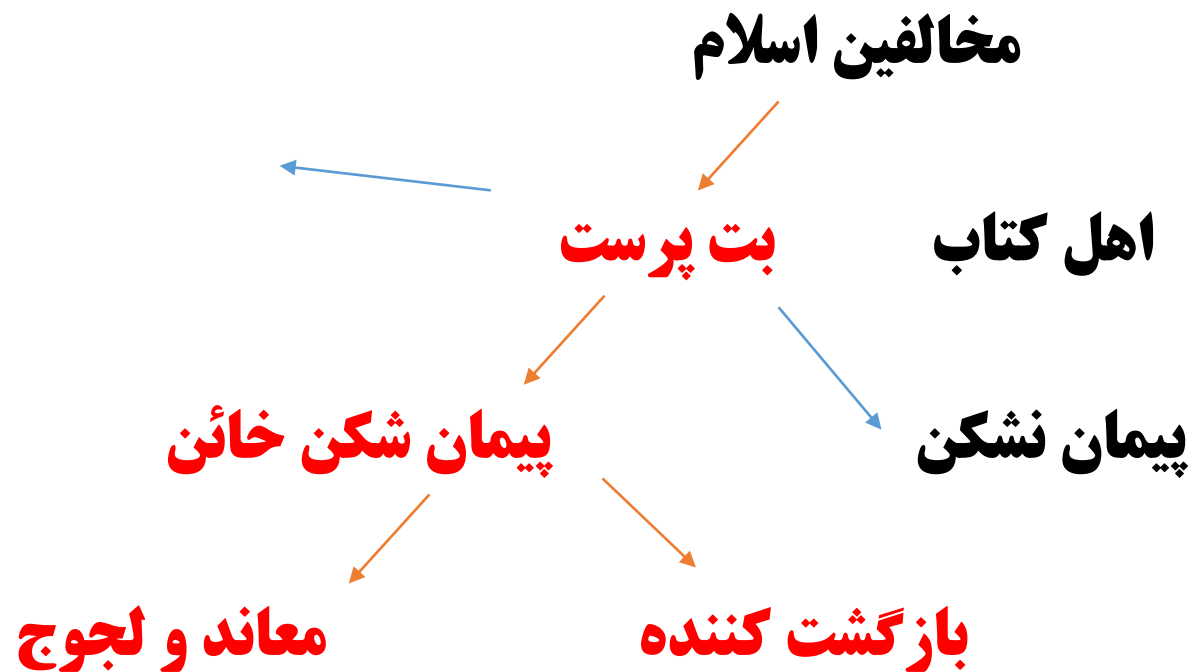 مخالفین اسلام
اهل کتاب
بت پرست
پیمان نشکن
پیمان شکن خائن
بازگشت کننده
معاند و لجوج